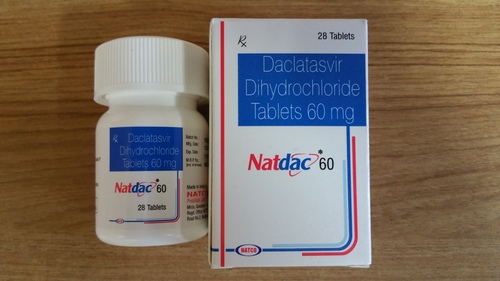 Rx
Daclatasvir
Dihydrochloride
Tablets 60 mg
Natdac 60
28 Tablets
Rx
28 Tablets
Daclatasvir
Dihydrochloride
Tablets 60 mg
Natdac 60
NATCO